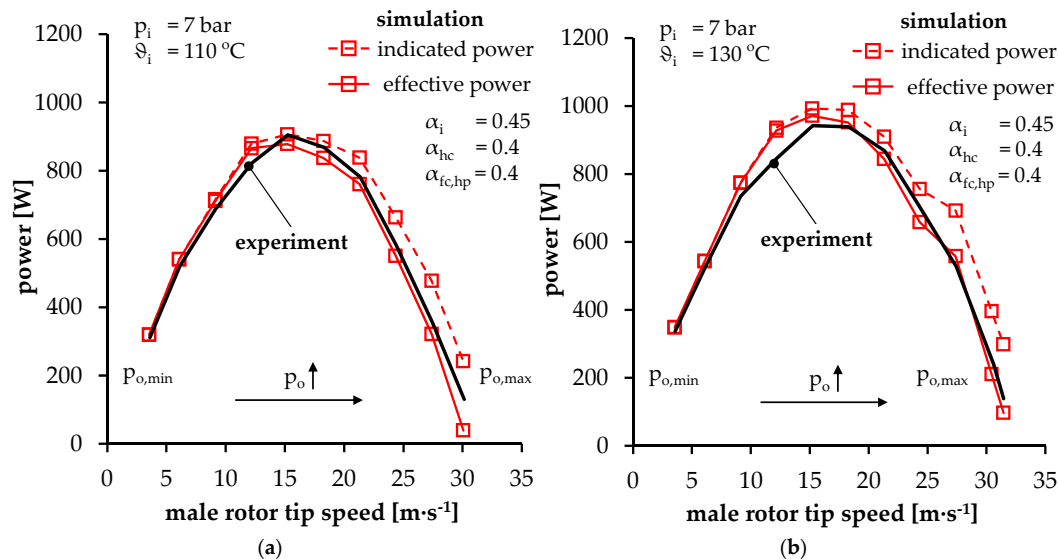 p_i = 7 bar
ϑ_i = 110 °C
simulation
indicated power
effective power
α_i = 0.45
α_hc = 0.4
α_fc,hp = 0.4
experiment
p_o,min
p_o
p_o,max
power [W]
1200
1000
800
600
400
200
0
0 5 10 15 20 25 30 35
male rotor tip speed [m·s⁻¹]
(a)
p_i = 7 bar
ϑ_i = 130 °C
simulation
indicated power
effective power
α_i = 0.45
α_hc = 0.4
α_fc,hp = 0.4
experiment
p_o,min
p_o
p_o,max
power [W]
1200
1000
800
600
400
200
0
0 5 10 15 20 25 30 35
male rotor tip speed [m·s⁻¹]
(b)